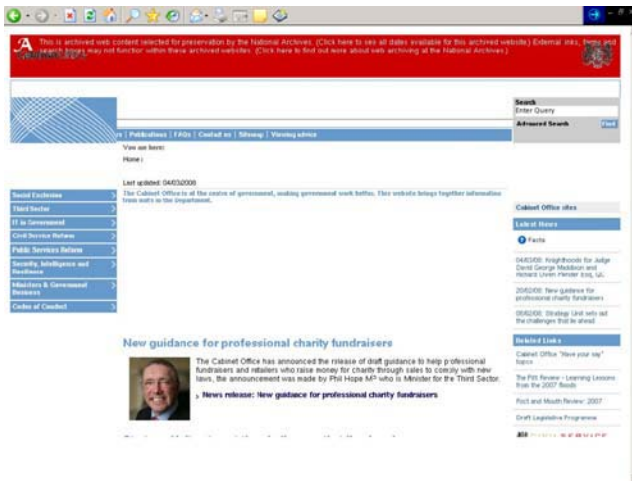 This is archived web content selected for preservation by the National Archives. (Click here to see all dates available for this archived website.) External links, forms and
search boxes may not function within these archived websites. (Click here to find out more about web archiving at the National Archives.)
Search
Enter Query
Advanced Search
Find
| Publications | FAQs | Contact us | Sitemap | Viewing advice
You are here:
Home :
Last updated: 04/03/2008
The Cabinet Office is at the centre of government, making government work better. This website brings together information
from units in the Department.
Social Exclusion
Third Sector
IT in Government
Civil Service Reform
Public Services Reform
Security, Intelligence and
Resilience
Ministers & Government
Business
Codes of Conduct
Cabinet Office sites
Latest News
Facts
04/03/08: Knighthoods for Judge
David George Maddison and
Richard Owen Plender Esq, QC
20/02/08: New guidance for
professional charity fundraisers
08/02/08: Strategy Unit sets out
the challenges that lie ahead
Related Links
Cabinet Office "Have your say"
topics
The Pitt Review - Learning Lessons
from the 2007 floods
Foot and Mouth Review: 2007
Draft Legislative Programme
New guidance for professional charity fundraisers
The Cabinet Office has announced the release of draft guidance to help professional
fundraisers and retailers who raise money for charity through sales to comply with new
laws, the announcement was made by Phil Hope MP who is Minister for the Third Sector.
News release: New guidance for professional charity fundraisers